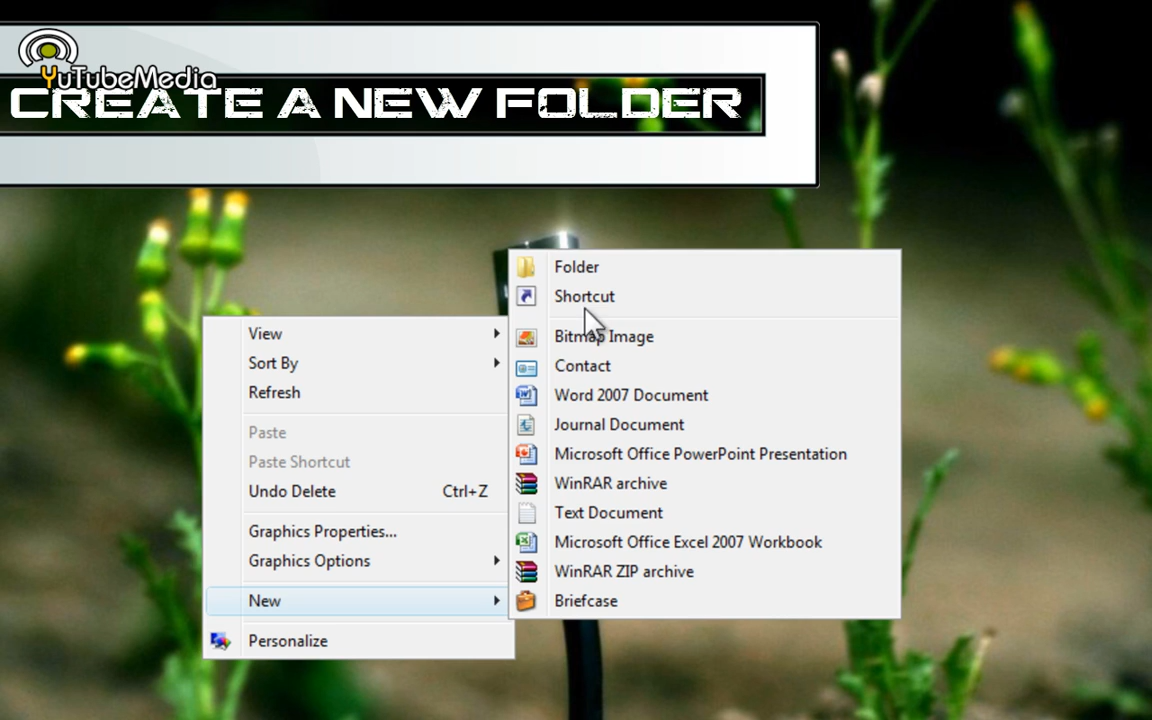 YuTubeMedia
CREATE A NEW FOLDER
View
Sort By
Refresh
Paste
Paste Shortcut
Undo Delete Ctrl+Z
Graphics Properties...
Graphics Options
New
Personalize
Folder
Shortcut
Bitmap Image
Contact
Word 2007 Document
Journal Document
Microsoft Office PowerPoint Presentation
WinRAR archive
Text Document
Microsoft Office Excel 2007 Workbook
WinRAR ZIP archive
Briefcase